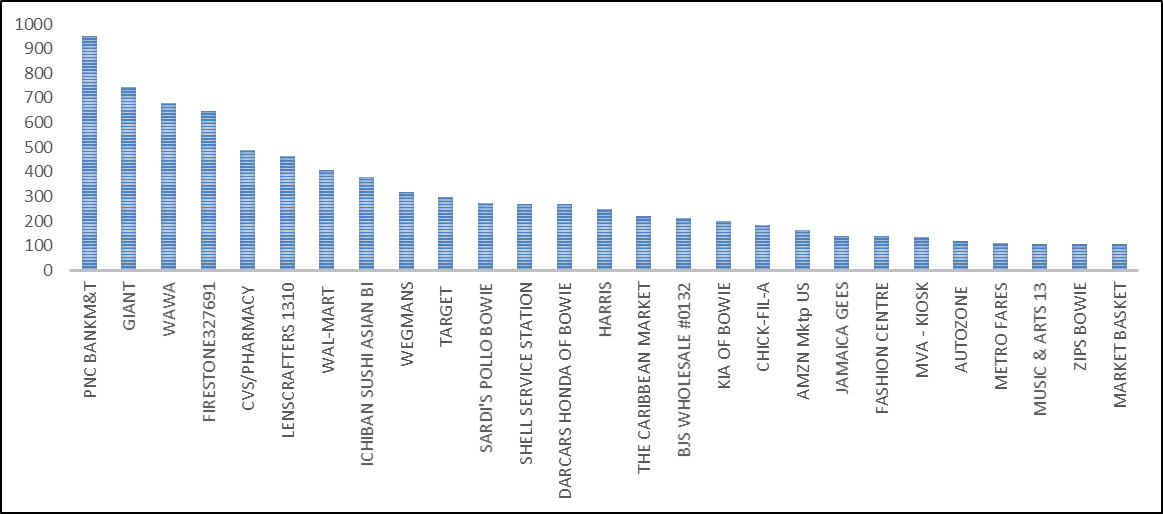 1000
900
800
700
600
500
400
300
200
100
0
PNC BANKM&T
GIANT
WAWA
FIRESTONE327691
CVS/PHARMACY
LENSCRAFTERS 1310
WAL-MART
ICHIBAN SUSHI ASIAN BI
WEGMANS
TARGET
SARDI'S POLLO BOWIE
SHELL SERVICE STATION
DARCARS HONDA OF BOWIE
HARRIS
THE CARIBBEAN MARKET
BJS WHOLESALE #0132
KIA OF BOWIE
CHICK-FIL-A
AMZN Mktp US
JAMAICA GEES
FASHION CENTRE
MVA - KIOSK
AUTOZONE
METRO FARES
MUSIC & ARTS 13
ZIPS BOWIE
MARKET BASKET